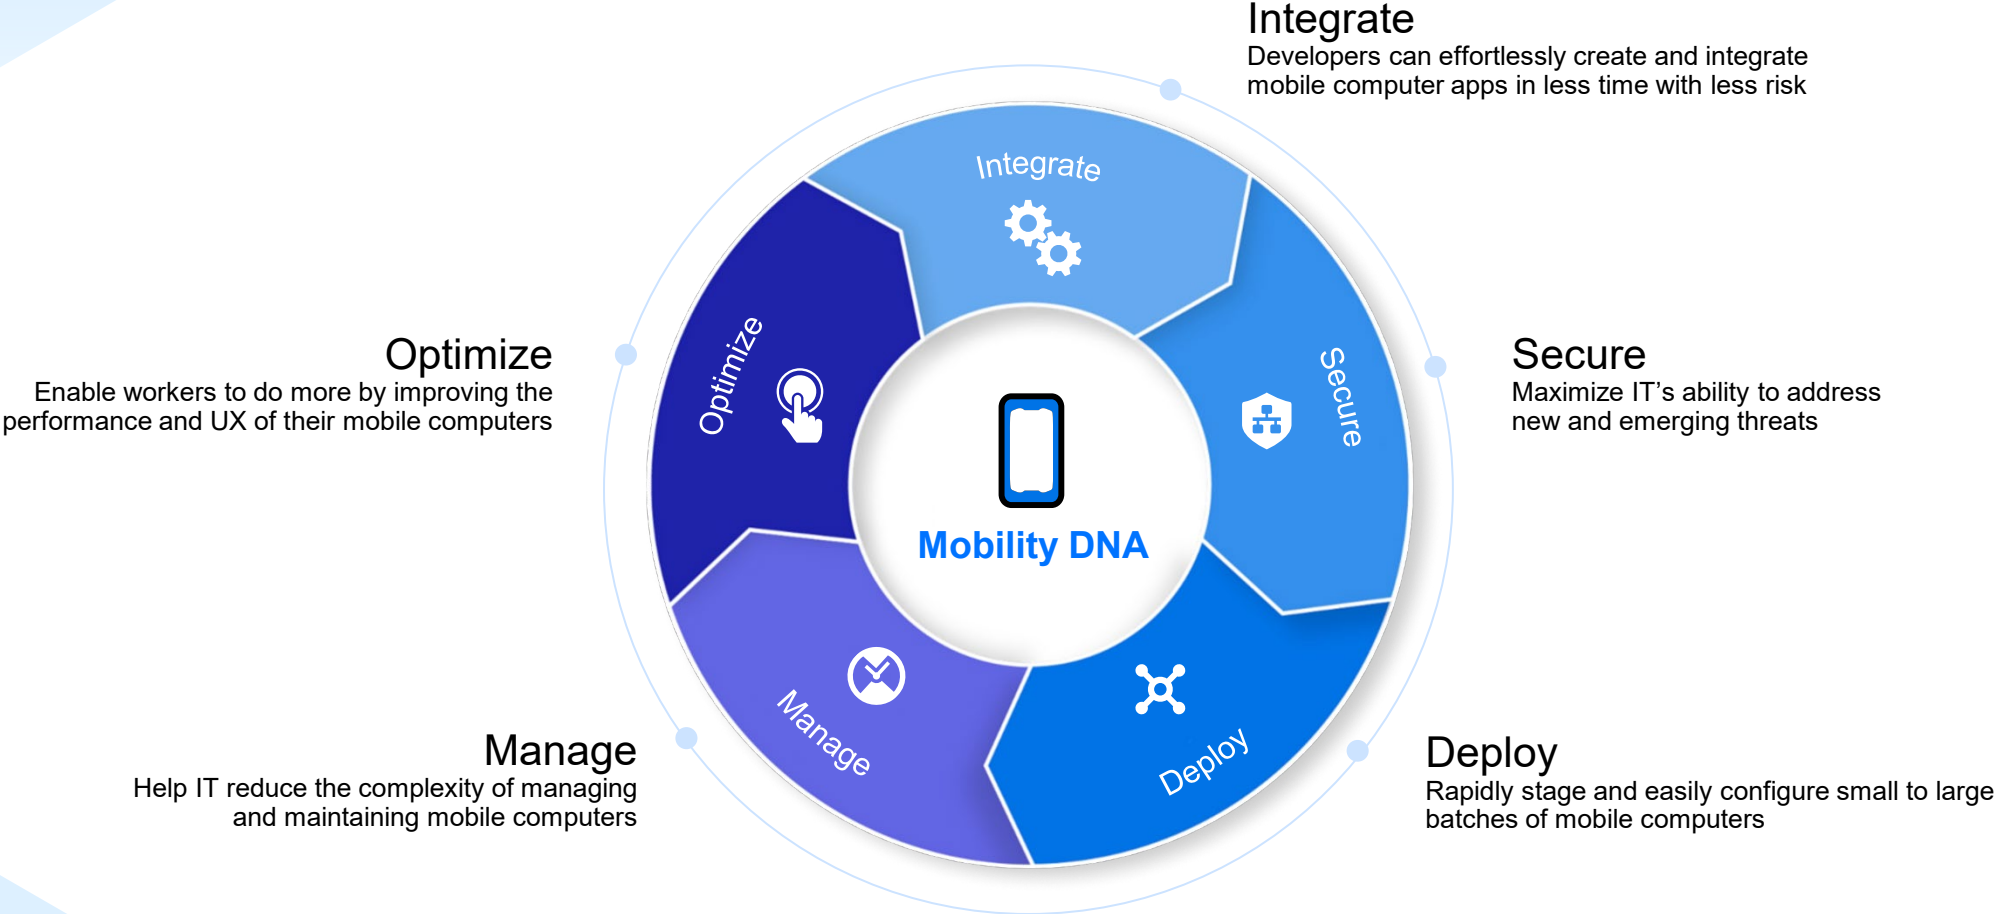 Integrate
Developers can effortlessly create and integrate
mobile computer apps in less time with less risk
Integrate
Optimize
Enable workers to do more by improving the
performance and UX of their mobile computers
Optimize
Secure
Secure
Maximize IT’s ability to address
new and emerging threats
Mobility DNA
Manage
Help IT reduce the complexity of managing
and maintaining mobile computers
Manage
Deploy
Deploy
Rapidly stage and easily configure small to large
batches of mobile computers